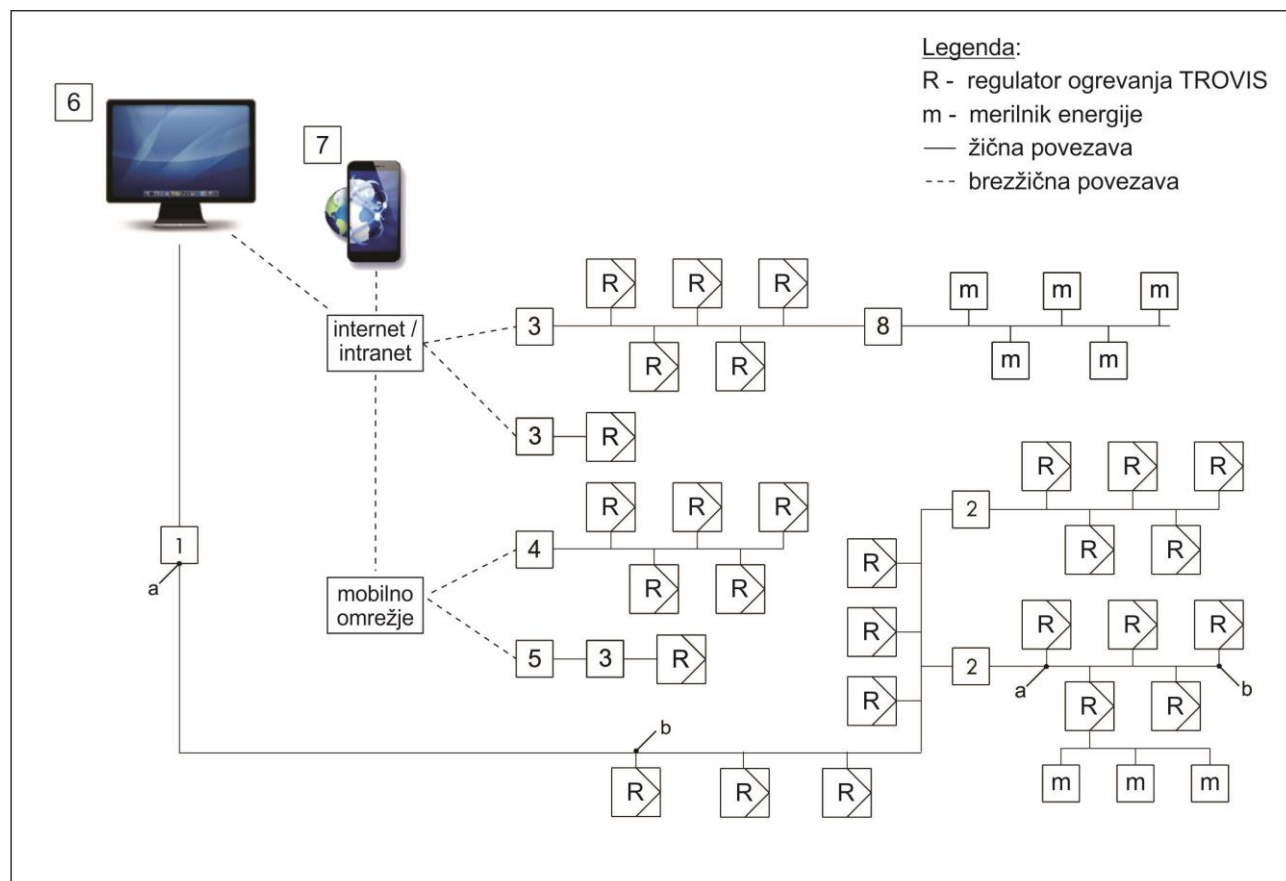 Legenda:
R - regulator ogrevanja TROVIS
m - merilnik energije
žična povezava
brezžična povezava
6
7
R R R
m m m
internet /
intranet
3
8
R R
m m
3
R
R R R
R R R
2
4
1
R
R R
R R
a
mobilno
omrežje
R R R
R
5
3
R
2
a
b
R
R R
b
R R R
m m m